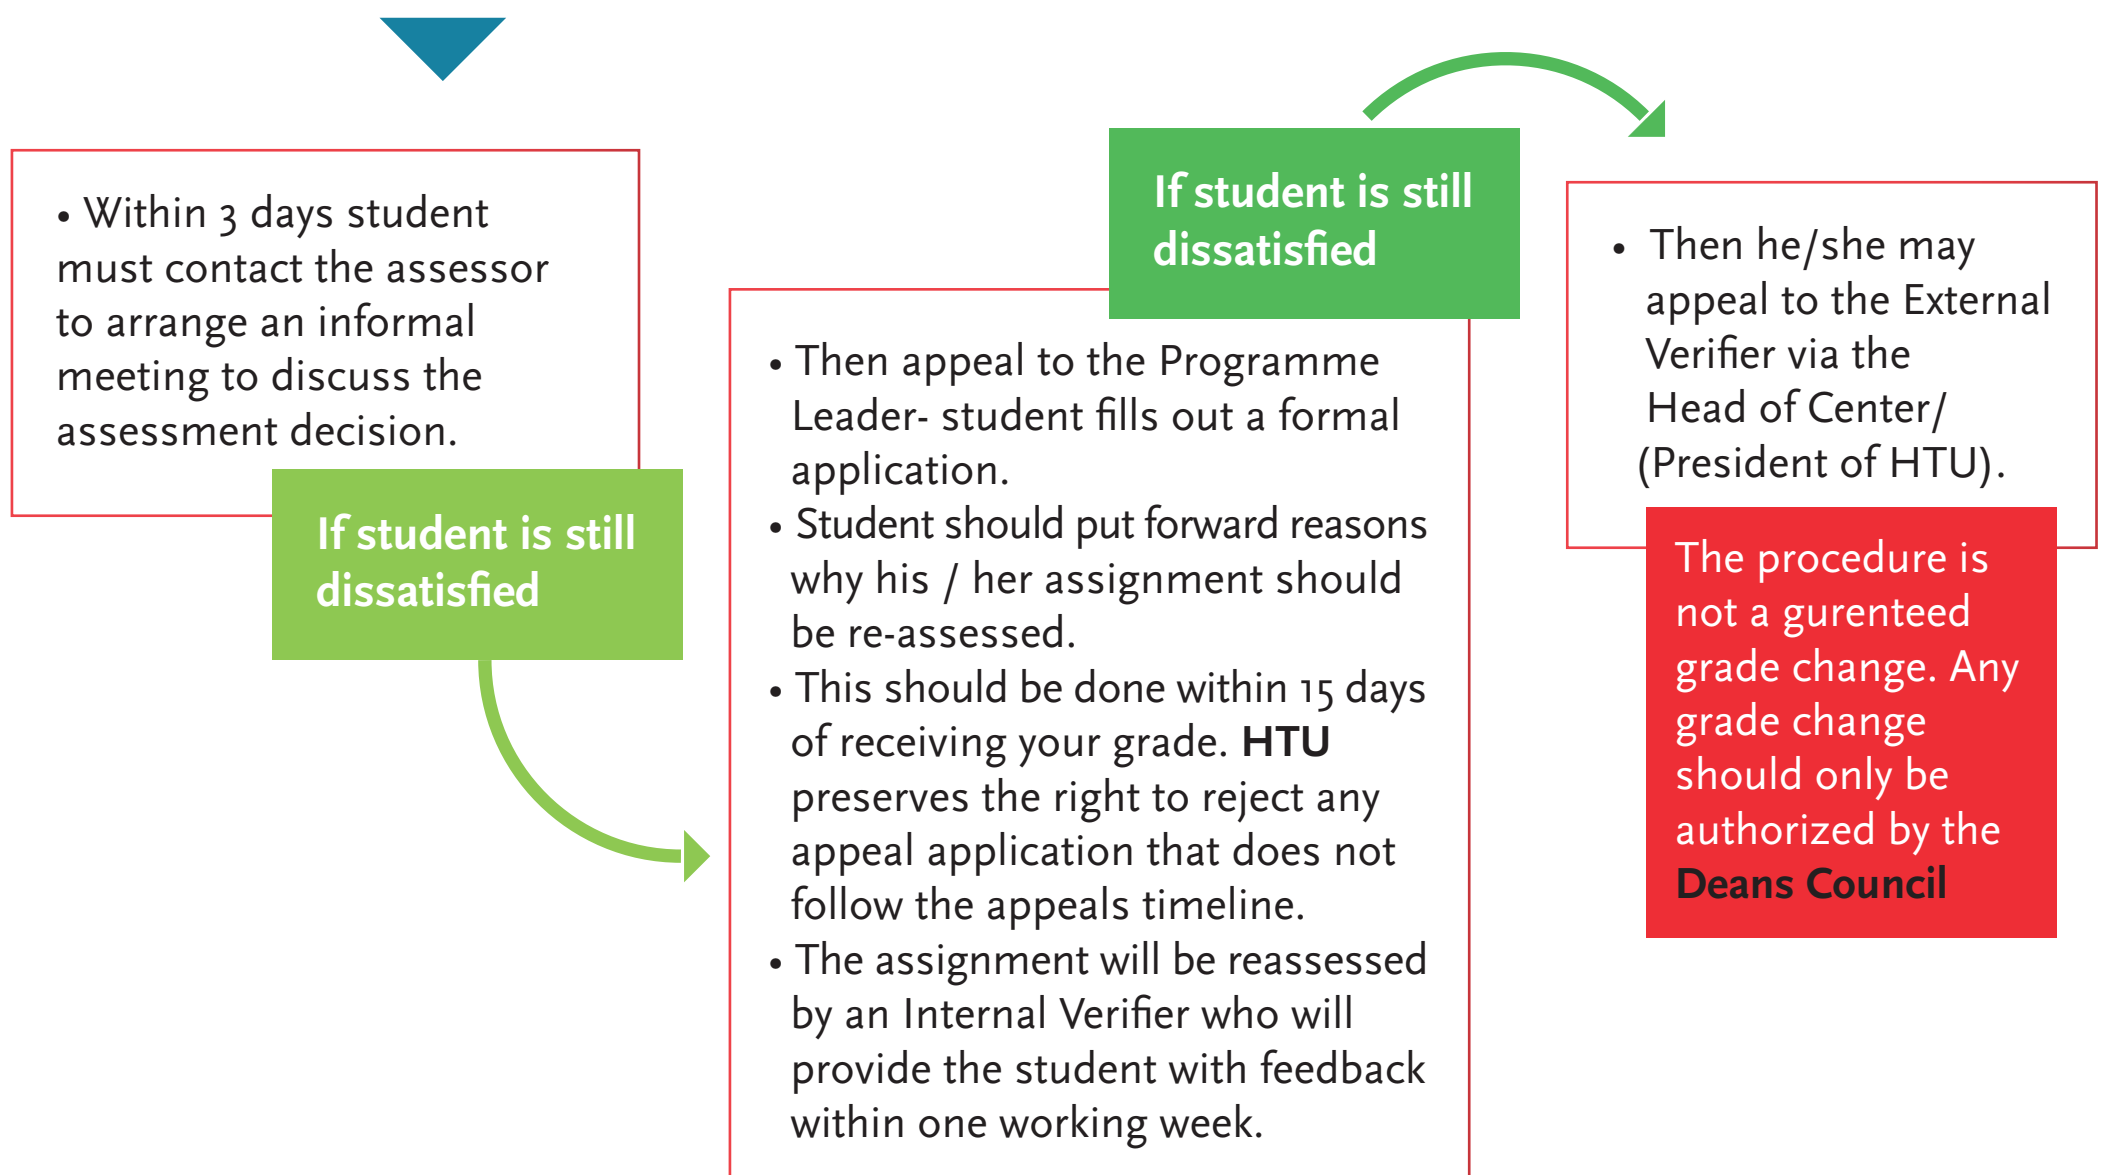 • Within 3 days student
must contact the assessor
to arrange an informal
meeting to discuss the
assessment decision.
If student is still
dissatisfied
• Then appeal to the Programme
Leader- student fills out a formal
application.
• Student should put forward reasons
why his / her assignment should
be re-assessed.
• This should be done within 15 days
of receiving your grade. HTU
preserves the right to reject any
appeal application that does not
follow the appeals timeline.
• The assignment will be reassessed
by an Internal Verifier who will
provide the student with feedback
within one working week.
If student is still
dissatisfied
• Then he/she may
appeal to the External
Verifier via the
Head of Center/
(President of HTU).
The procedure is
not a gurenteed
grade change. Any
grade change
should only be
authorized by the
Deans Council